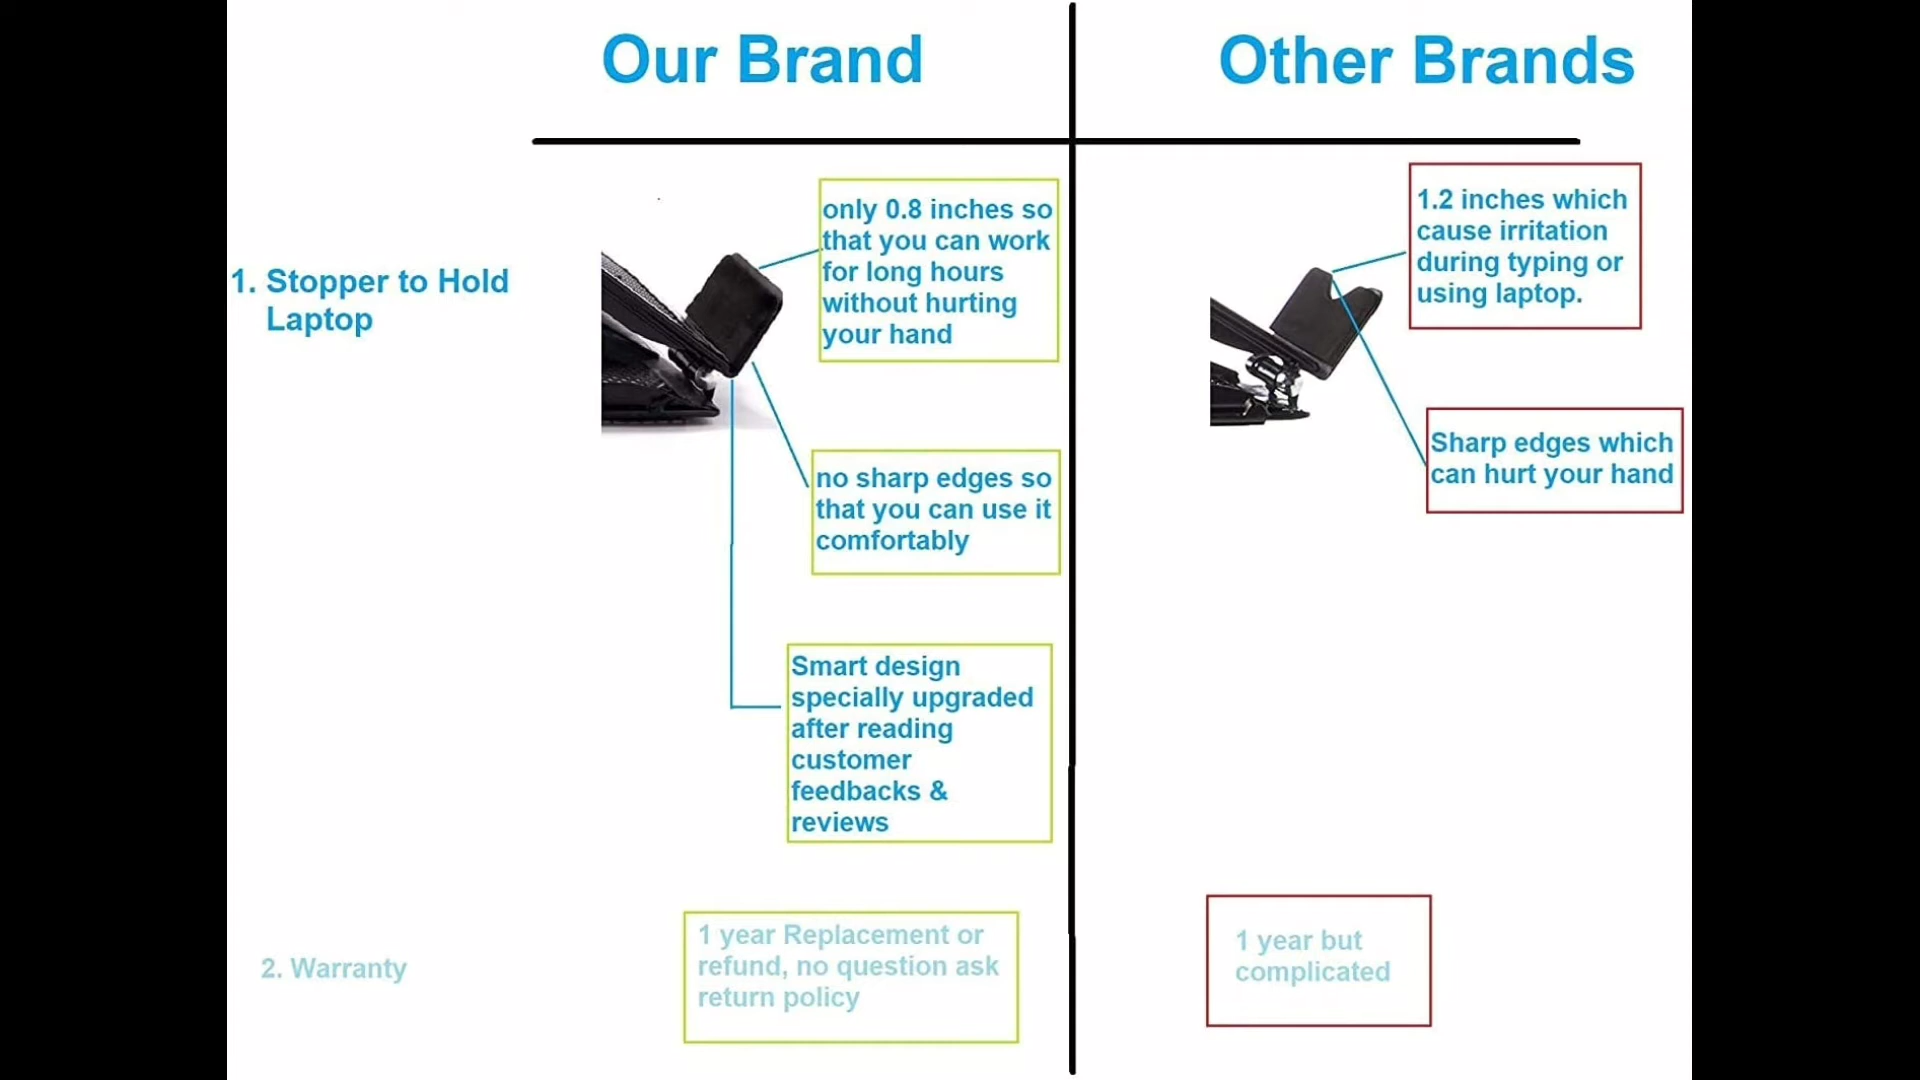 Our Brand
Other Brands
1. Stopper to Hold
Laptop
only 0.8 inches so
that you can work
for long hours
without hurting
your hand
no sharp edges so
that you can use it
comfortably
Smart design
specially upgraded
after reading
customer
feedbacks &
reviews
1.2 inches which
cause irritation
during typing or
using laptop.
Sharp edges which
can hurt your hand
2. Warranty
1 year Replacement or
refund, no question ask
return policy
1 year but
complicated